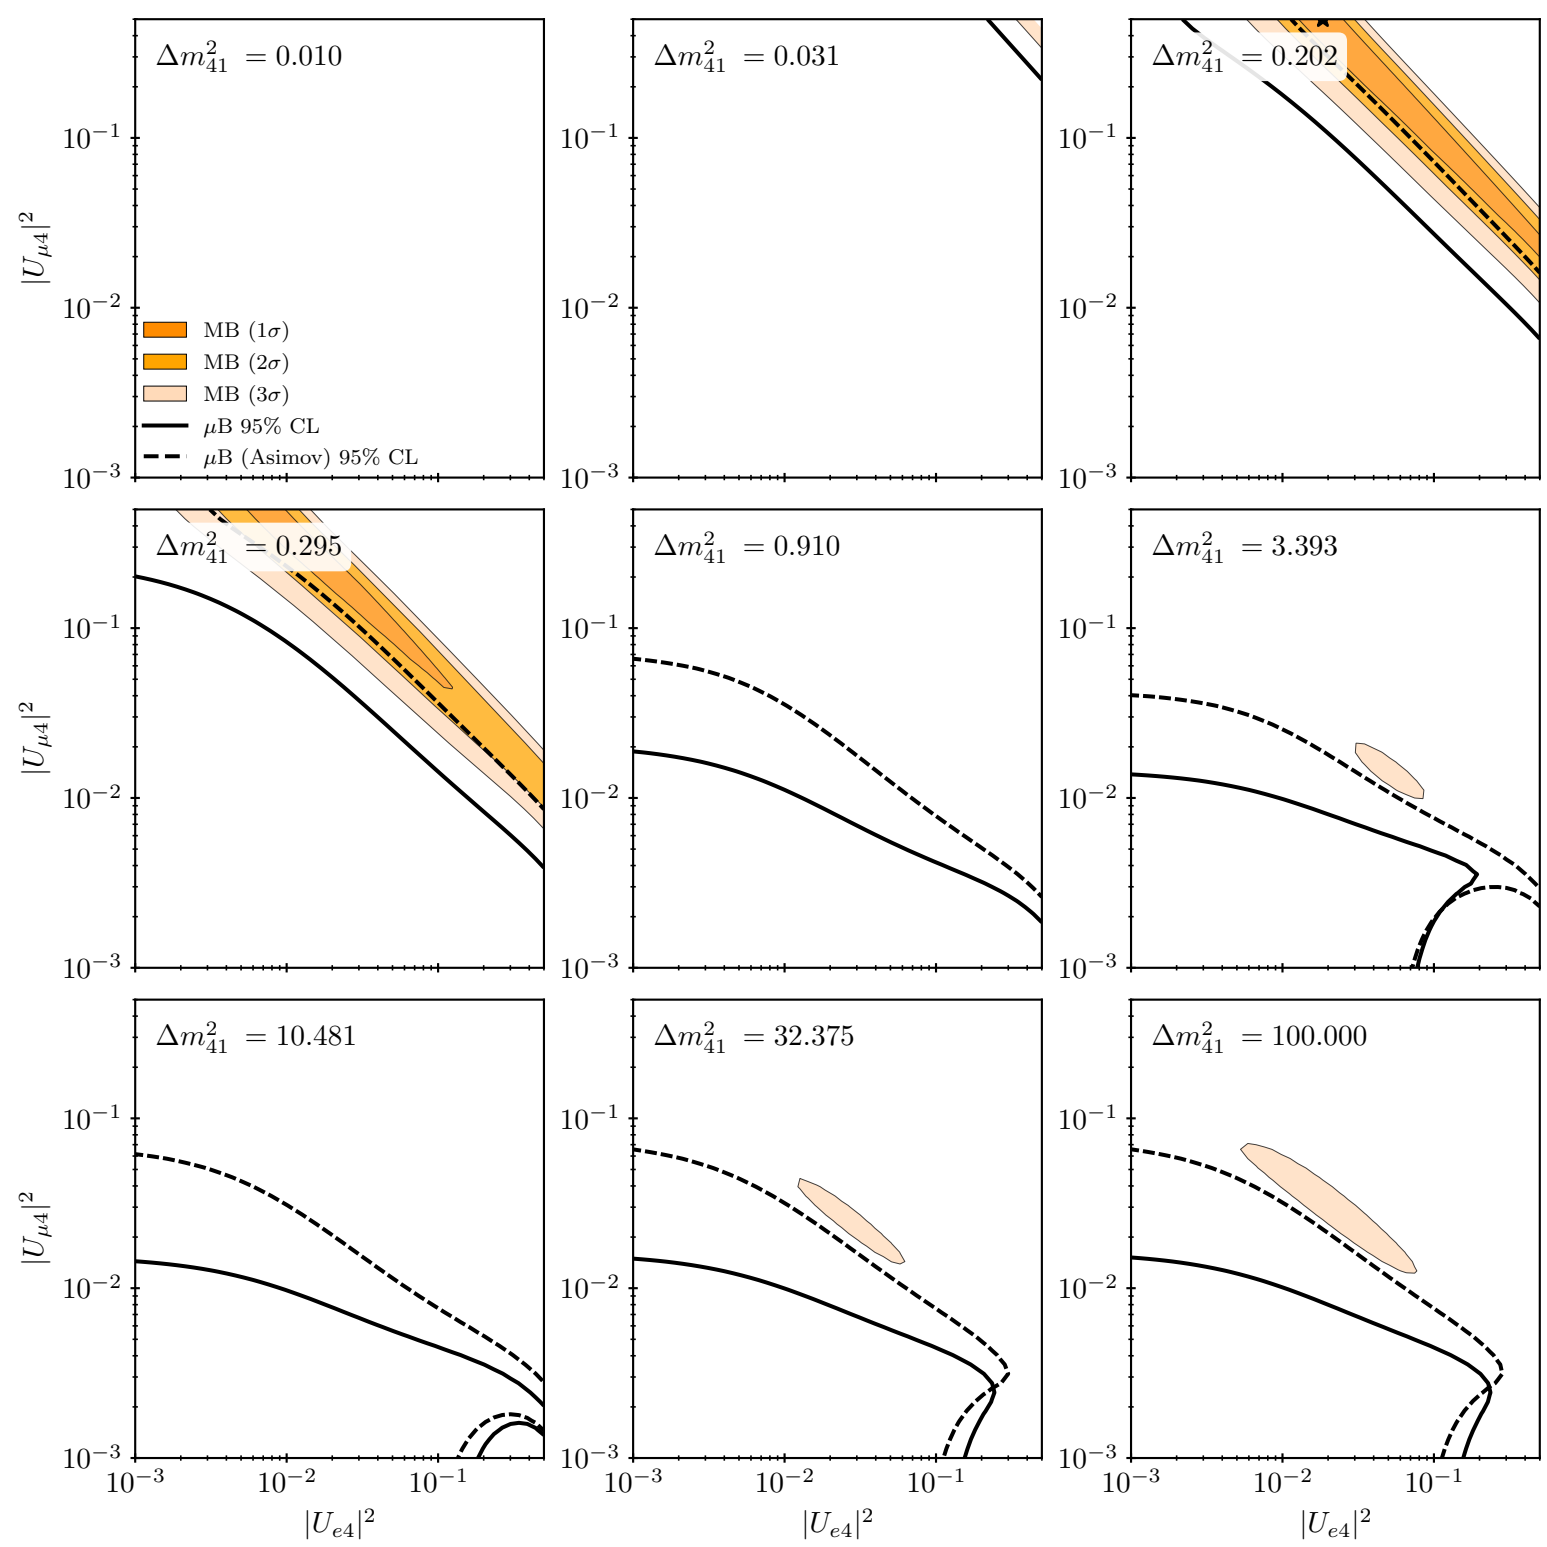 Δm²₄₁ = 0.010
Δm²₄₁ = 0.031
Δm²₄₁ = 0.202
10⁻¹
10⁻¹
10⁻¹
|U_μ4|²
10⁻²
10⁻²
10⁻²
MB (1σ)
MB (2σ)
MB (3σ)
μB 95% CL
μB (Asimov) 95% CL
10⁻³
10⁻³
10⁻³
Δm²₄₁ = 0.295
Δm²₄₁ = 0.910
Δm²₄₁ = 3.393
10⁻¹
10⁻¹
10⁻¹
|U_μ4|²
10⁻²
10⁻²
10⁻²
10⁻³
10⁻³
10⁻³
Δm²₄₁ = 10.481
Δm²₄₁ = 32.375
Δm²₄₁ = 100.000
10⁻¹
10⁻¹
10⁻¹
|U_μ4|²
10⁻²
10⁻²
10⁻²
10⁻³
10⁻³
10⁻³
10⁻³ 10⁻² 10⁻¹
10⁻³ 10⁻² 10⁻¹
10⁻³ 10⁻² 10⁻¹
|U_e4|²
|U_e4|²
|U_e4|²